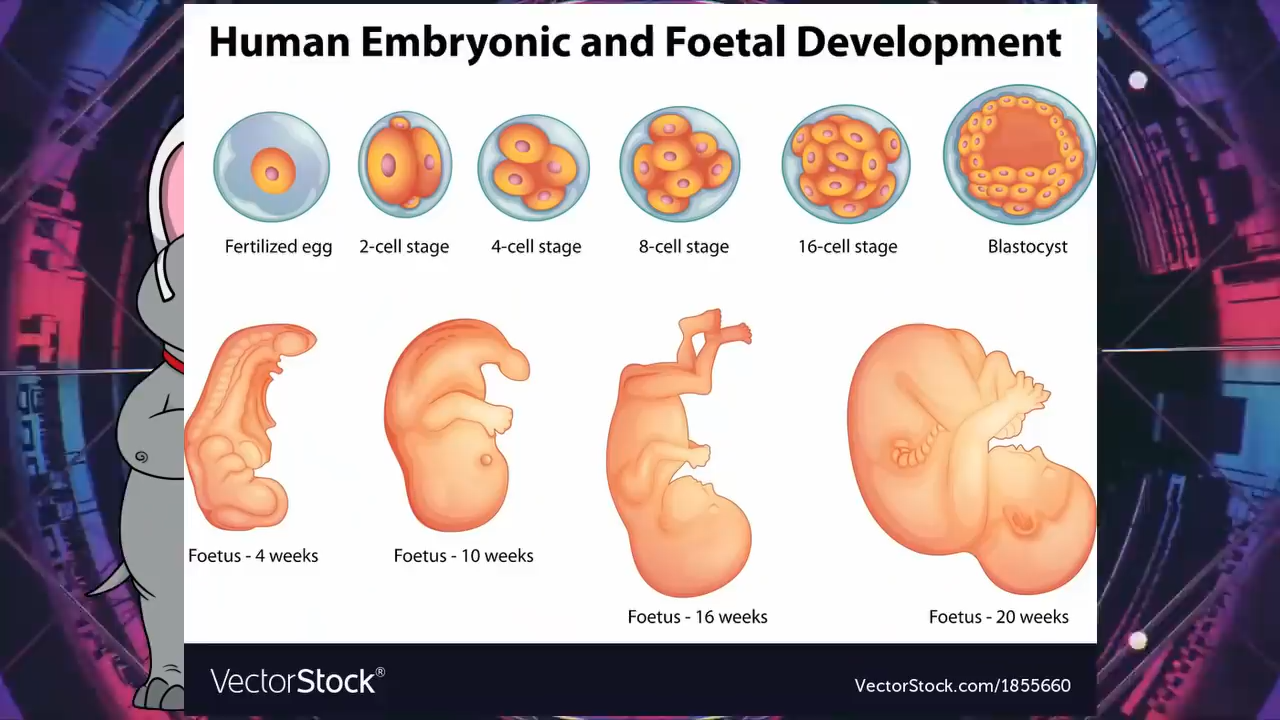 Human Embryonic and Foetal Development
Fertilized egg 2-cell stage 4-cell stage 8-cell stage 16-cell stage Blastocyst
Foetus - 4 weeks Foetus - 10 weeks
Foetus - 16 weeks Foetus - 20 weeks
VectorStock® VectorStock.com/1855660